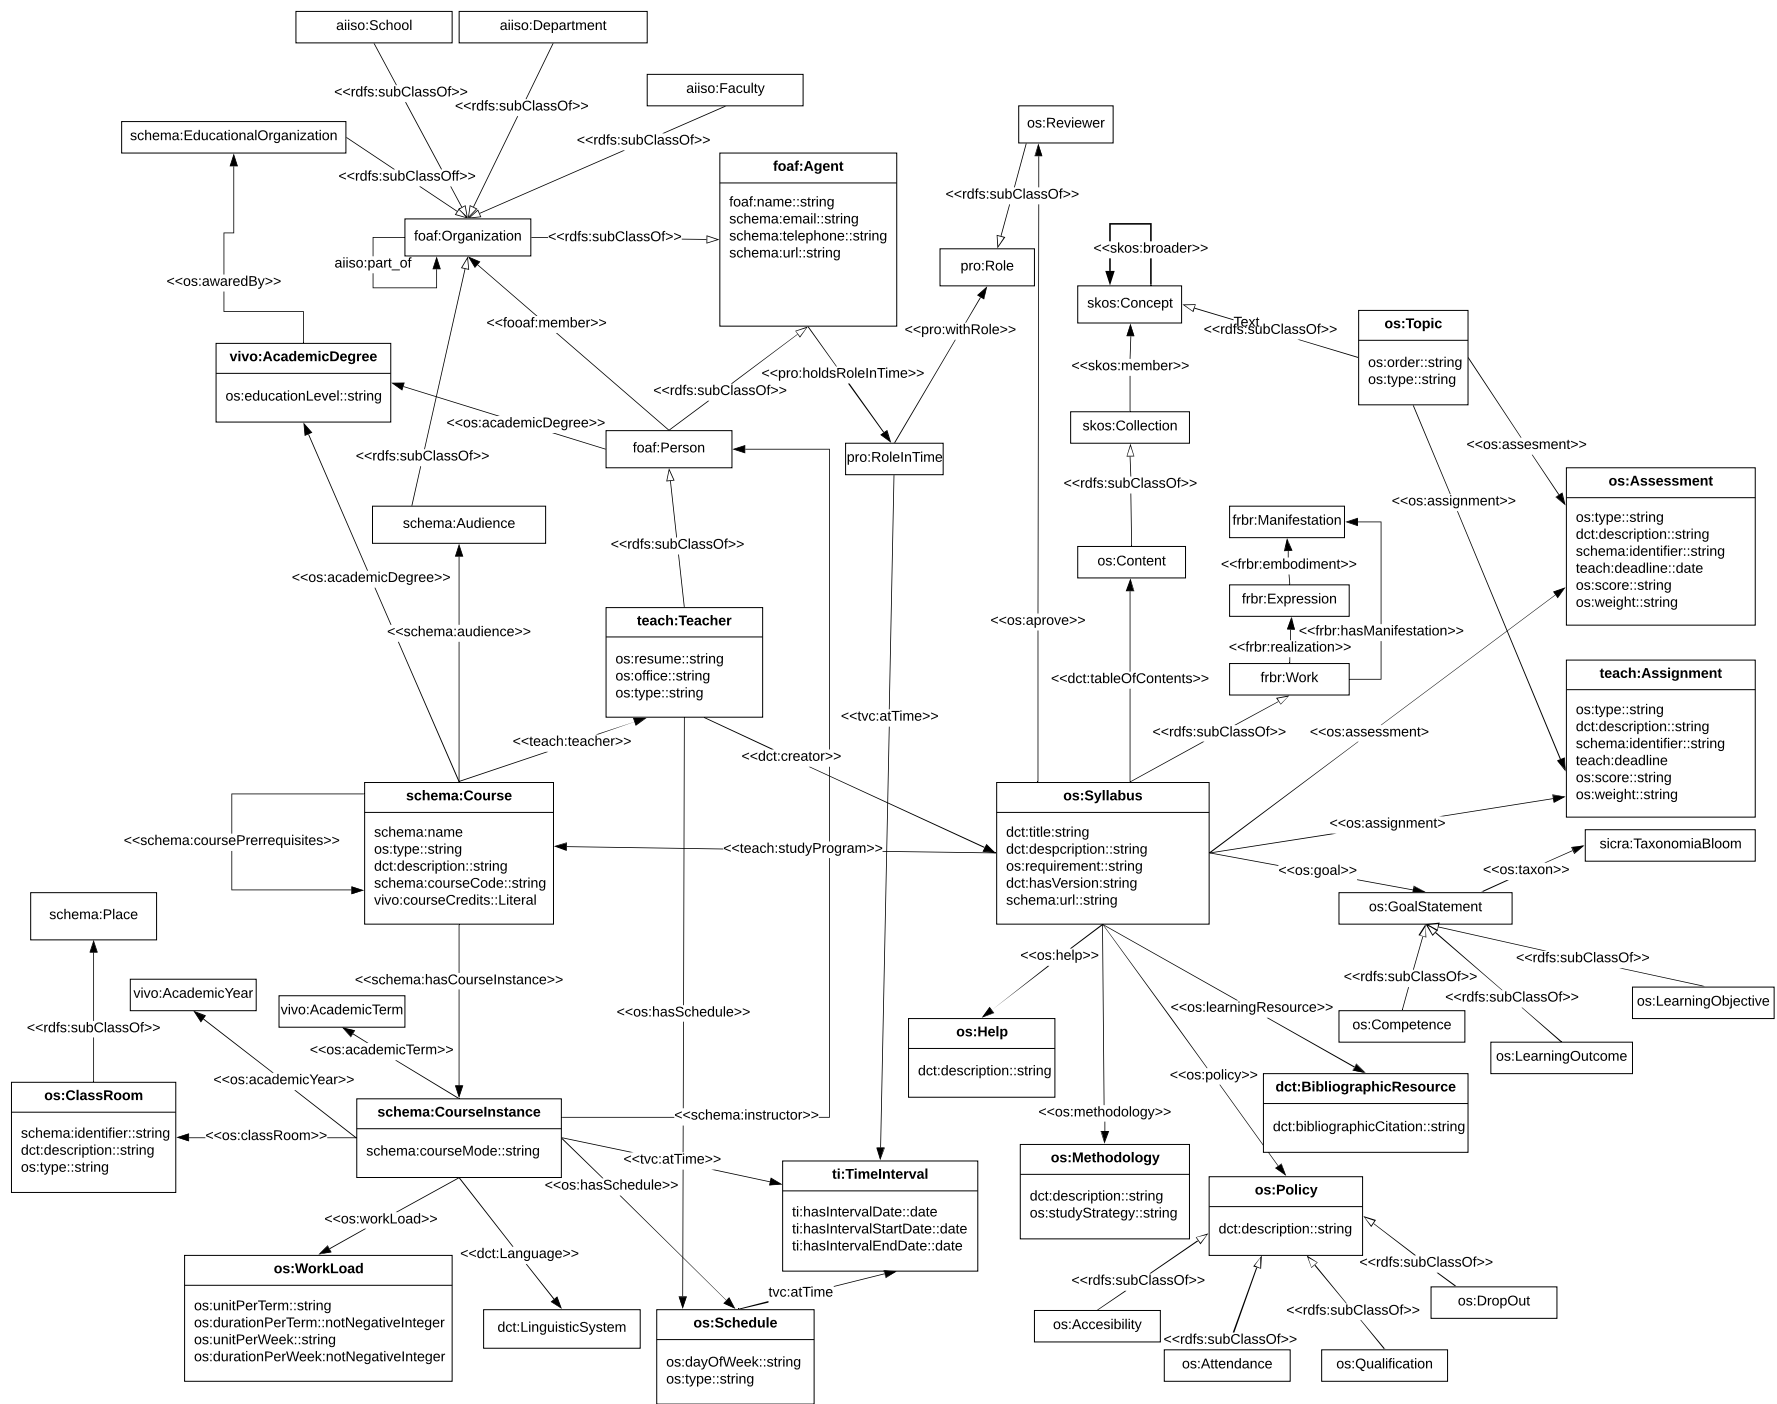 aiiso:School
aiiso:Department
<<rdfs:subClassOf>>
<<rdfs:subClassOf>>
aiiso:Faculty
<<rdfs:subClassOf>>
schema:EducationalOrganization
<<rdfs:subClassOff>>
os:Reviewer
<<rdfs:subClassOf>>
foaf:Agent
foaf:name::string
schema:email::string
schema:telephone::string
schema:url::string
foaf:Organization
<<rdfs:subClassOf>>
aiiso:part_of
<<os:awaredBy>>
pro:Role
<<skos:broader>>
skos:Concept
Text
<<rdfs:subClassOf>>
os:Topic
os:order::string
os:type::string
<<fooaf:member>>
<<pro:withRole>>
<<skos:member>>
vivo:AcademicDegree
os:educationLevel::string
<<pro:holdsRoleInTime>>
<<rdfs:subClassOf>>
<<os:academicDegree>>
foaf:Person
pro:RoleInTime
skos:Collection
<<os:assesment>>
<<rdfs:subClassOf>>
<<rdfs:subClassOf>>
<<os:assignment>>
os:Assessment
os:type::string
dct:description::string
schema:identifier::string
teach:deadline::date
os:score::string
os:weight::string
schema:Audience
<<rdfs:subClassOf>>
frbr:Manifestation
<<frbr:embodiment>>
os:Content
<<os:academicDegree>>
frbr:Expression
<<schema:audience>>
teach:Teacher
os:resume::string
os:office::string
os:type::string
<<os:aprove>>
<<frbr:hasManifestation>>
<<frbr:realization>>
frbr:Work
<<dct:tableOfContents>>
teach:Assignment
os:type::string
dct:description::string
schema:identifier::string
teach:deadline
os:score::string
os:weight::string
<<tvc:atTime>>
<<rdfs:subClassOf>>
<<os:assessment>
<<teach:teacher>>
<<dct:creator>>
schema:Course
schema:name
os:type::string
dct:description::string
schema:courseCode::string
vivo:courseCredits::Literal
<<schema:coursePrerrequisites>>
<<teach:studyProgram>>
os:Syllabus
dct:title:string
dct:despcription::string
os:requirement::string
dct:hasVersion:string
schema:url::string
<<os:assignment>
sicra:TaxonomiaBloom
<<os:goal>>
<<os:taxon>>
os:GoalStatement
schema:Place
<<os:help>>
<<rdfs:subClassOf>>
<<rdfs:subClassOf>>
<<rdfs:subClassOf>>
<<schema:hasCourseInstance>>
vivo:AcademicYear
vivo:AcademicTerm
<<os:hasSchedule>>
<<os:learningResource>>
os:LearningObjective
os:Competence
os:LearningOutcome
<<rdfs:subClassOf>>
<<os:academicTerm>>
<<os:academicYear>>
os:Help
dct:description::string
<<os:policy>>
dct:BibliographicResource
dct:bibliographicCitation::string
os:ClassRoom
schema:identifier::string
dct:description::string
os:type::string
<<os:classRoom>>
schema:CourseInstance
schema:courseMode::string
<<schema:instructor>>
<<os:methodology>>
<<tvc:atTime>>
<<os:hasSchedule>>
ti:TimeInterval
ti:hasIntervalDate::date
ti:hasIntervalStartDate::date
ti:hasIntervalEndDate::date
os:Methodology
dct:description::string
os:studyStrategy::string
os:Policy
dct:description::string
<<os:workLoad>>
<<dct:Language>>
os:WorkLoad
os:unitPerTerm::string
os:durationPerTerm::notNegativeInteger
os:unitPerWeek::string
os:durationPerWeek:notNegativeInteger
dct:LinguisticSystem
tvc:atTime
os:Schedule
os:dayOfWeek::string
os:type::string
<<rdfs:subClassOf>>
<<rdfs:subClassOf>>
<<rdfs:subClassOf>>
<<rdfs:subClassOf>>
os:Accesibility
os:DropOut
os:Attendance
os:Qualification